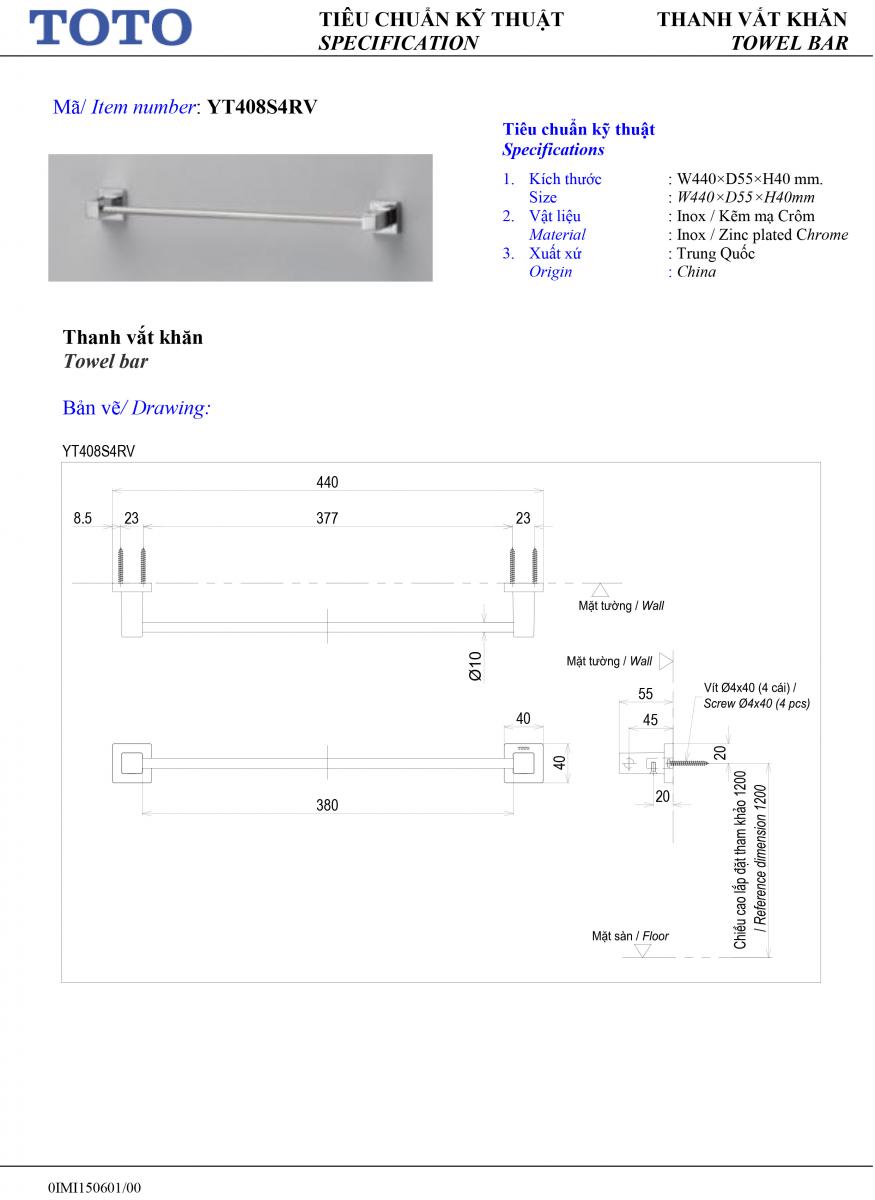 TOTO
TIÊU CHUẨN KỸ THUẬT
SPECIFICATION
THANH VẮT KHĂN
TOWEL BAR
Mã/ Item number: YT408S4RV
Tiêu chuẩn kỹ thuật
Specifications
1. Kích thước : W440×D55×H40 mm.
Size : W440×D55×H40mm
2. Vật liệu : Inox / Kẽm mạ Crôm
Material : Inox / Zinc plated Chrome
3. Xuất xứ : Trung Quốc
Origin : China
Thanh vắt khăn
Towel bar
Bản vẽ/ Drawing:
YT408S4RV
440
8.5 23 377 23
Mặt tường / Wall
Ø10
Mặt tường / Wall
Vít Ø4x40 (4 cái) /
Screw Ø4x40 (4 pcs)
55
45
40
TOTO
40
20
20
380
Chiều cao lắp đặt tham khảo 1200
/ Reference dimension 1200
Mặt sàn / Floor
0IMI150601/00